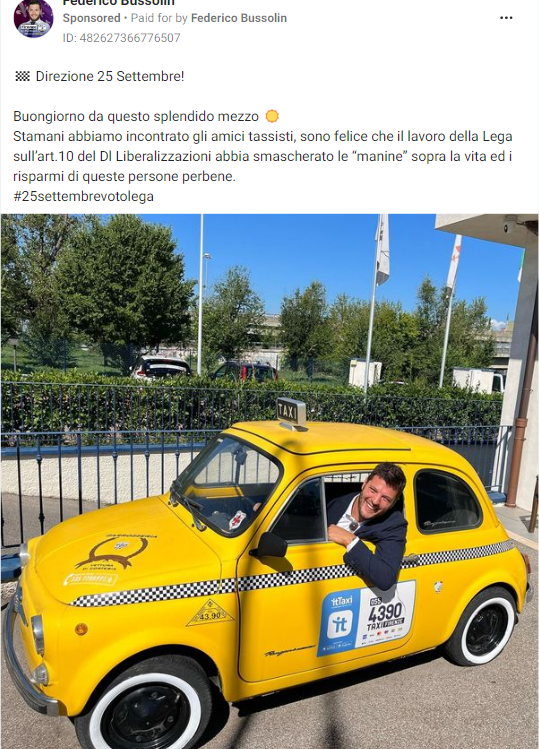 Federico Bussolin
Sponsored • Paid for by Federico Bussolin
ID: 482627366776507
🏁 Direzione 25 Settembre!
Buongiorno da questo splendido mezzo 🌞
Stamani abbiamo incontrato gli amici tassisti, sono felice che il lavoro della Lega
sull'art.10 del Dl Liberalizzazioni abbia smascherato le “manine” sopra la vita ed i
risparmi di queste persone perbene.
#25settembrevotolega
TAXI
43.90
itTaxi
it
055
4390
TAXI FIRENZE